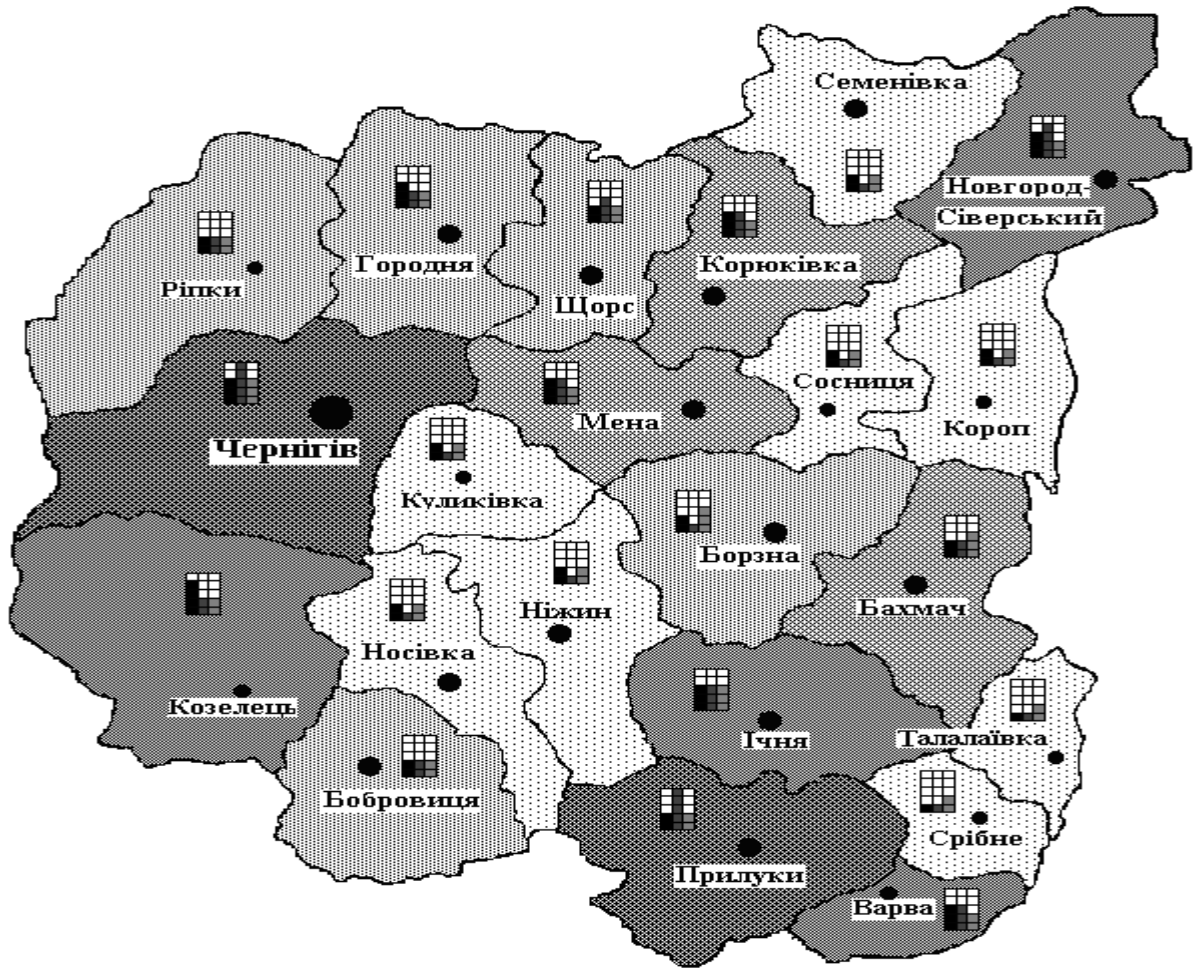 Семенівка
Новгород-
Сіверський
Городня
Корюківка
Ріпки
Щорс
Сосниця
Мена
Короп
Чернігів
Куликівка
Борзна
Бахмач
Ніжин
Носівка
Козелець
Ічня
Талалаївка
Бобровиця
Срібне
Прилуки
Варва